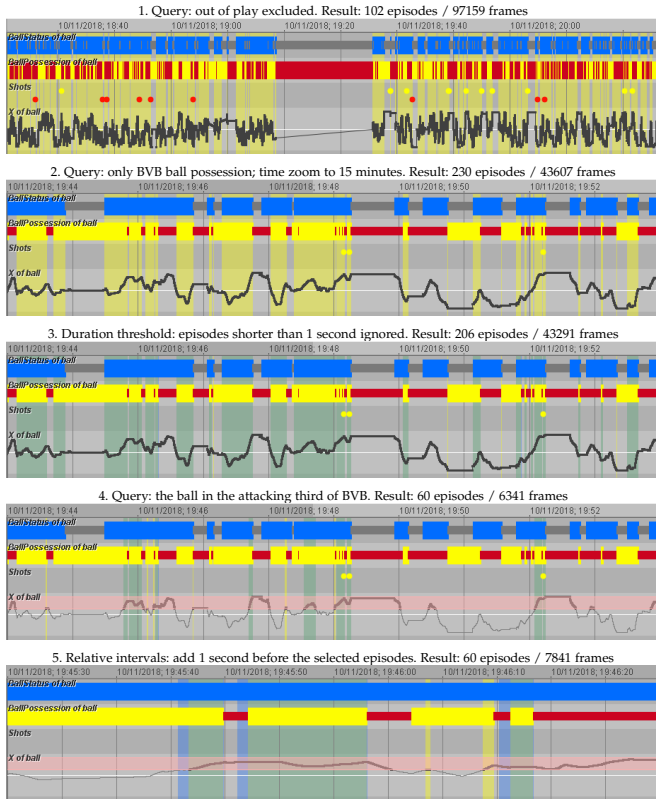 1. Query: out of play excluded. Result: 102 episodes / 97159 frames
10/11/2018; 18:40 10/11/2018; 19:00 10/11/2018; 19:20 10/11/2018; 19:40 10/11/2018; 20:00
BallStatus of ball
BallPossession of ball
Shots
X of ball
2. Query: only BVB ball possession; time zoom to 15 minutes. Result: 230 episodes / 43607 frames
10/11/2018; 19:44 10/11/2018; 19:46 10/11/2018; 19:48 10/11/2018; 19:50 10/11/2018; 19:52
BallStatus of ball
BallPossession of ball
Shots
X of ball
3. Duration threshold: episodes shorter than 1 second ignored. Result: 206 episodes / 43291 frames
10/11/2018; 19:44 10/11/2018; 19:46 10/11/2018; 19:48 10/11/2018; 19:50 10/11/2018; 19:52
BallStatus of ball
BallPossession of ball
Shots
X of ball
4. Query: the ball in the attacking third of BVB. Result: 60 episodes / 6341 frames
10/11/2018; 19:44 10/11/2018; 19:46 10/11/2018; 19:48 10/11/2018; 19:50 10/11/2018; 19:52
BallStatus of ball
BallPossession of ball
Shots
X of ball
5. Relative intervals: add 1 second before the selected episodes. Result: 60 episodes / 7841 frames
10/11/2018; 19:45:30 10/11/2018; 19:45:40 10/11/2018; 19:45:50 10/11/2018; 19:46:00 10/11/2018; 19:46:10 10/11/2018; 19:46:20
BallStatus of ball
BallPossession of ball
Shots
X of ball